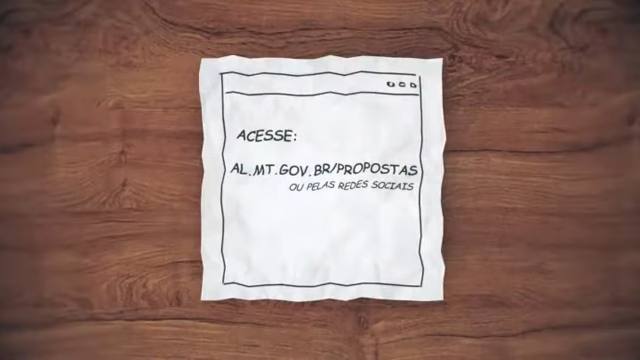 ACESSE:
AL.MT.GOV.BR/PROPOSTAS
OU PELAS REDES SOCIAIS